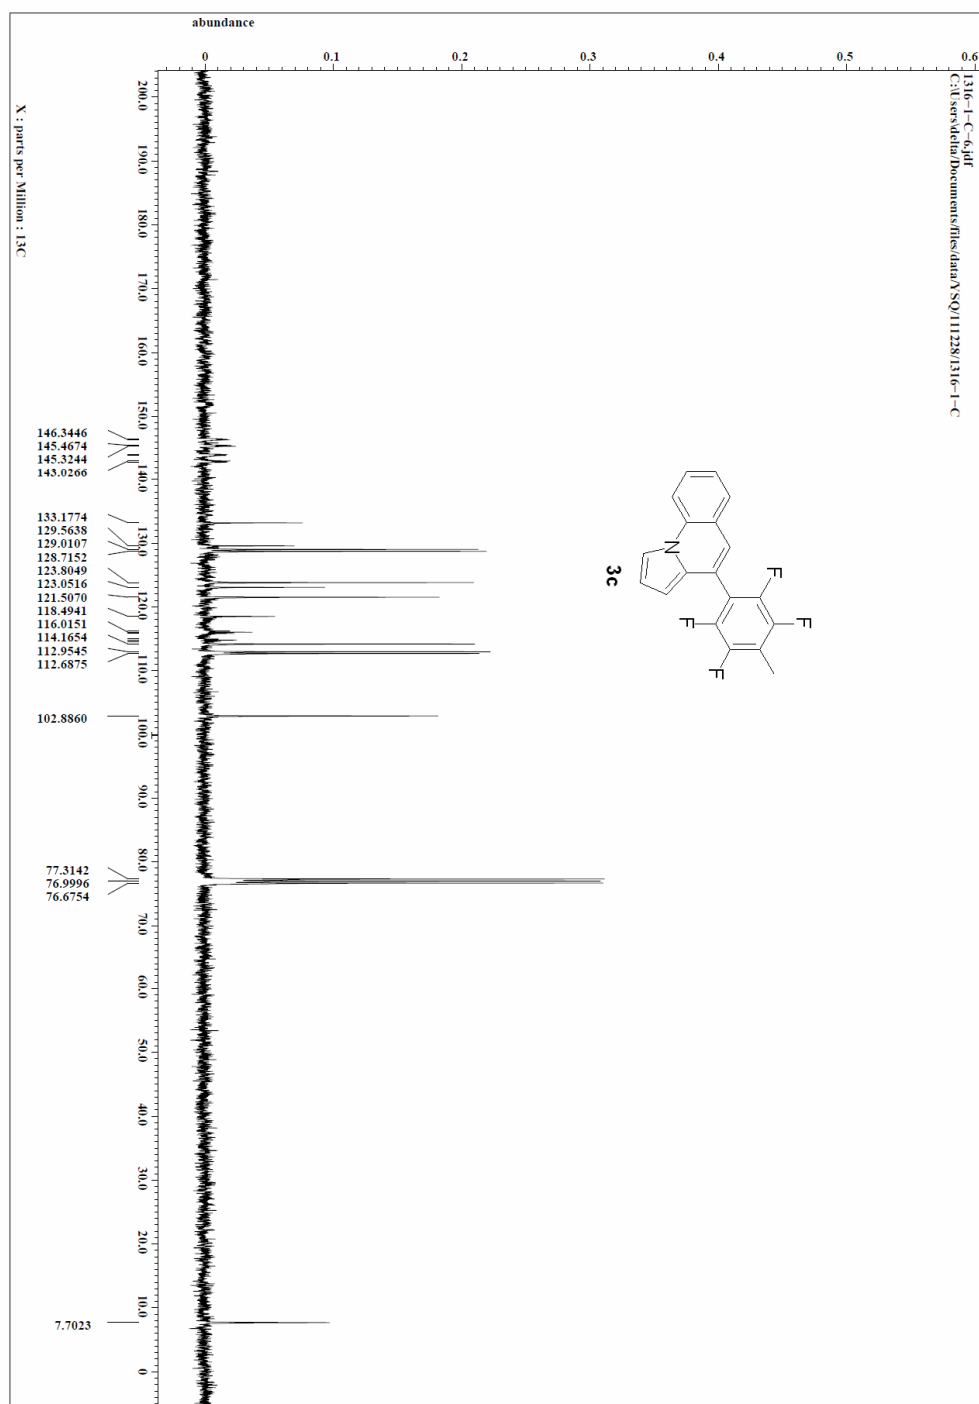 1316-1-C-6.jdf
C:\Users\delta\Documents\files\data\YSQ\111228\1316-1-C
abundance
0 0.1 0.2 0.3 0.4 0.5 0.6
200.0 190.0 180.0 170.0 160.0 150.0 140.0 130.0 120.0 110.0 100.0 90.0 80.0 70.0 60.0 50.0 40.0 30.0 20.0 10.0 0
X : parts per Million : 13C
146.3446
145.4674
145.3244
143.0266
133.1774
129.5638
129.0107
128.7152
123.8049
123.0516
121.5070
118.4941
116.0151
114.1654
112.9545
112.6875
102.8860
77.3142
76.9996
76.6754
7.7023
N
F
F
F
F
3c